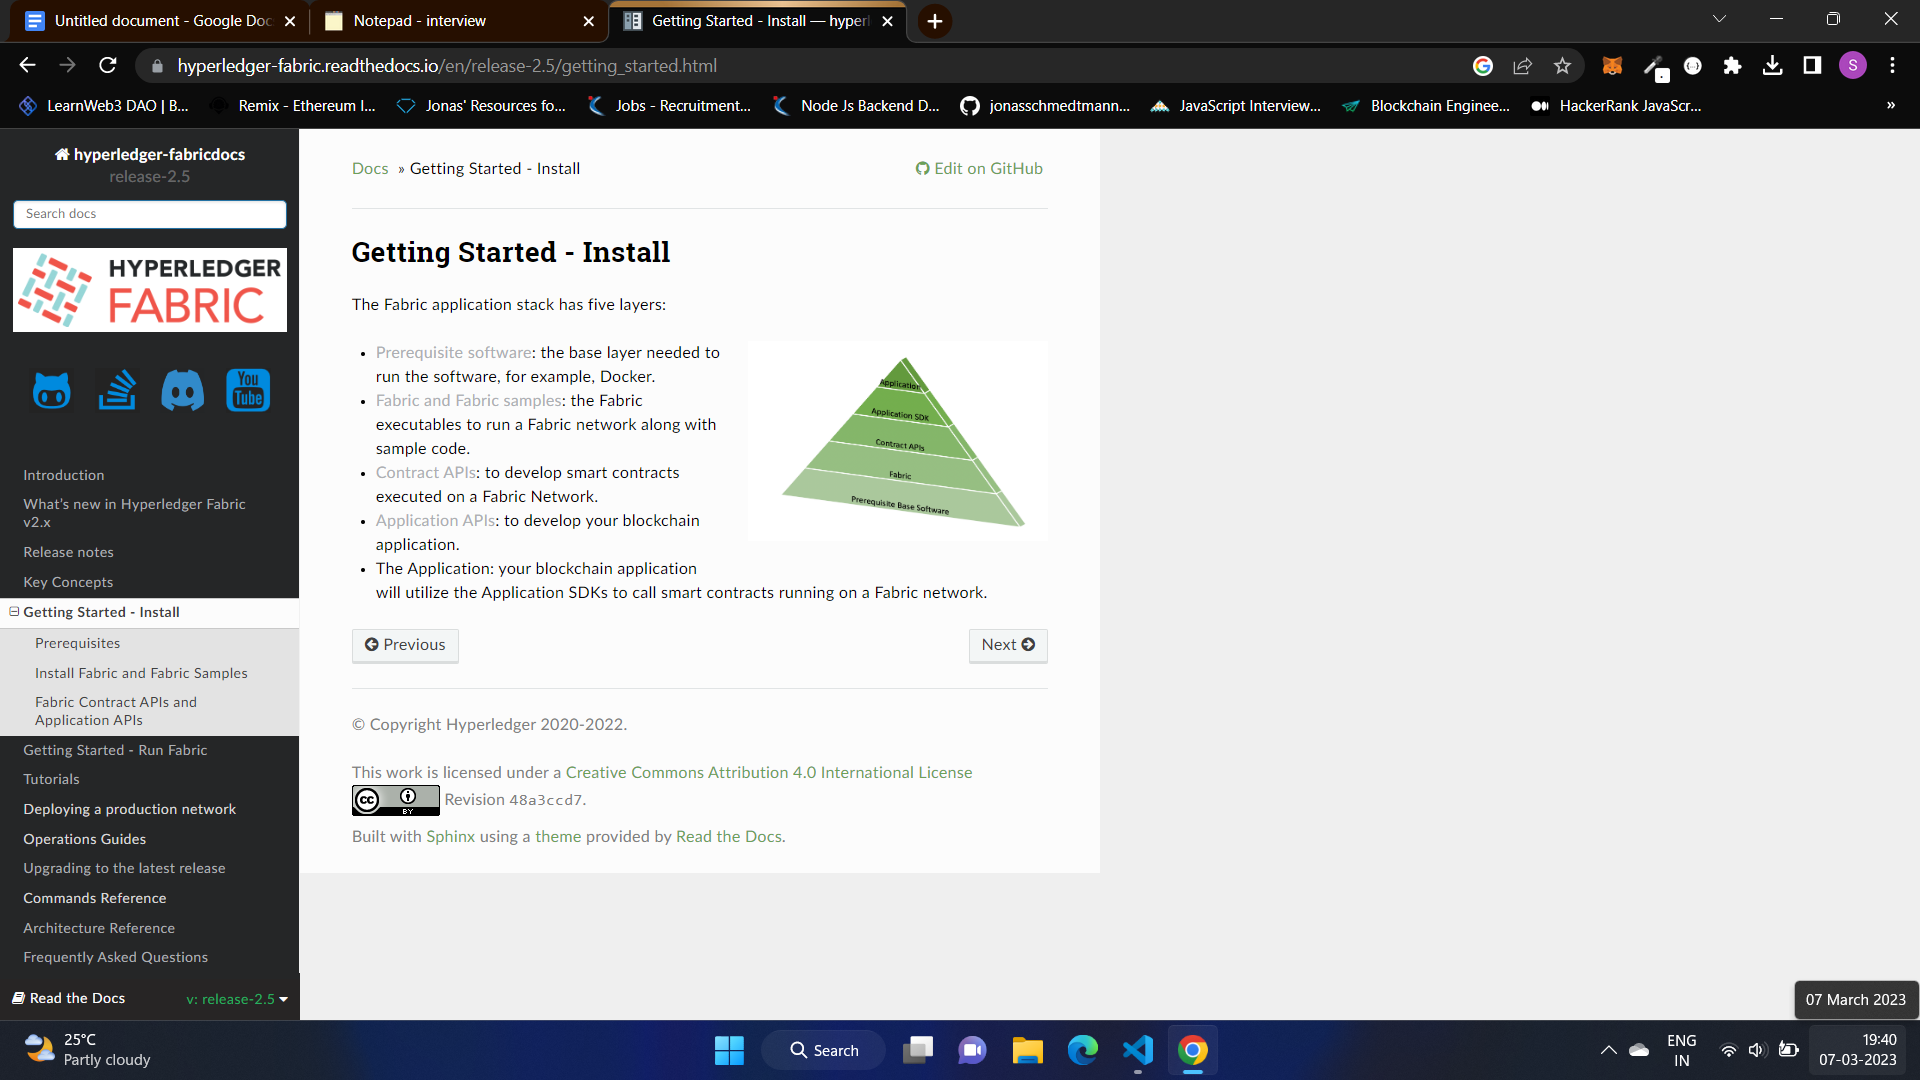 Untitled document - Google Doc
Notepad - interview
Getting Started - Install — hyperl
hyperledger-fabric.readthedocs.io/en/release-2.5/getting_started.html
S
LearnWeb3 DAO | B...
Remix - Ethereum I...
Jonas' Resources fo...
Jobs - Recruitment...
Node Js Backend D...
jonasschmedtmann...
JavaScript Interview...
Blockchain Enginee...
HackerRank JavaScr...
»
hyperledger-fabricdocs
release-2.5
Search docs
HYPERLEDGER
FABRIC
You
Tube
Introduction
What's new in Hyperledger Fabric
v2.x
Release notes
Key Concepts
Getting Started - Install
Prerequisites
Install Fabric and Fabric Samples
Fabric Contract APIs and
Application APIs
Getting Started - Run Fabric
Tutorials
Deploying a production network
Operations Guides
Upgrading to the latest release
Commands Reference
Architecture Reference
Frequently Asked Questions
Read the Docs
v: release-2.5
Docs » Getting Started - Install
Edit on GitHub
Getting Started - Install
The Fabric application stack has five layers:
• Prerequisite software: the base layer needed to
run the software, for example, Docker.
• Fabric and Fabric samples: the Fabric
executables to run a Fabric network along with
sample code.
• Contract APIs: to develop smart contracts
executed on a Fabric Network.
• Application APIs: to develop your blockchain
application.
• The Application: your blockchain application
will utilize the Application SDKs to call smart contracts running on a Fabric network.
Application
Application SDK
Contract APIs
Fabric
Prerequisite Base Software
Previous
Next
© Copyright Hyperledger 2020-2022.
This work is licensed under a Creative Commons Attribution 4.0 International License
cc BY Revision 48a3ccd7.
Built with Sphinx using a theme provided by Read the Docs.
07 March 2023
25°C
Partly cloudy
Search
ENG
IN
19:40
07-03-2023